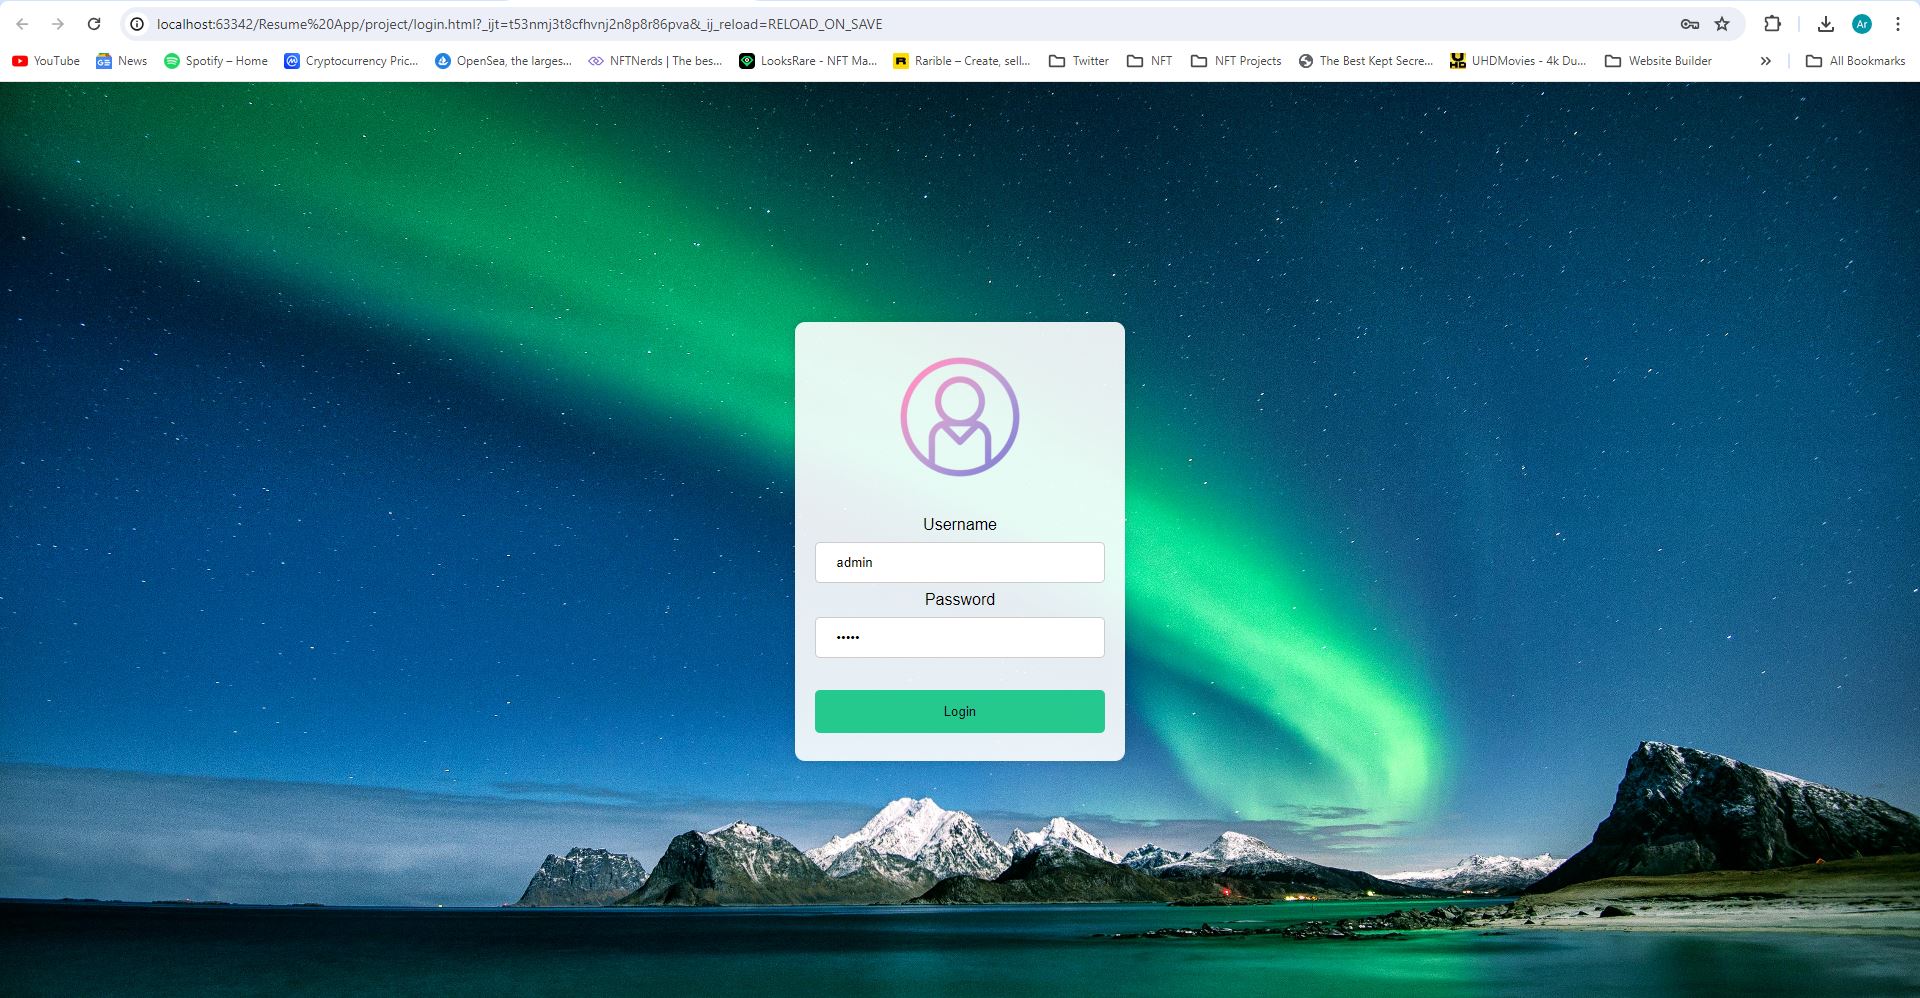 localhost:63342/Resume%20App/project/login.html?_ijt=t53nmj3t8cfhvnj2n8p8r86pva&_ij_reload=RELOAD_ON_SAVE
Ar
YouTube News Spotify – Home Cryptocurrency Pric... OpenSea, the larges... NFTNerds | The bes... LooksRare - NFT Ma... Rarible – Create, sell... Twitter NFT NFT Projects The Best Kept Secre... UHDMovies - 4k Du... Website Builder All Bookmarks
Username
admin
Password
•••••
Login